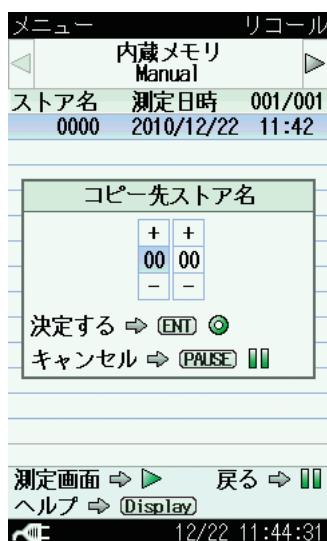 メニュー リコール
内蔵メモリ
Manual
ストア名 測定日時 001/001
0000 2010/12/22 11:42
コピー先ストア名
+ +
00 00
- -
決定する ⇨ ENT ◎
キャンセル ⇨ PAUSE
測定画面 ⇨ ▷ 戻る ⇨
ヘルプ ⇨ Display
12/22 11:44:31